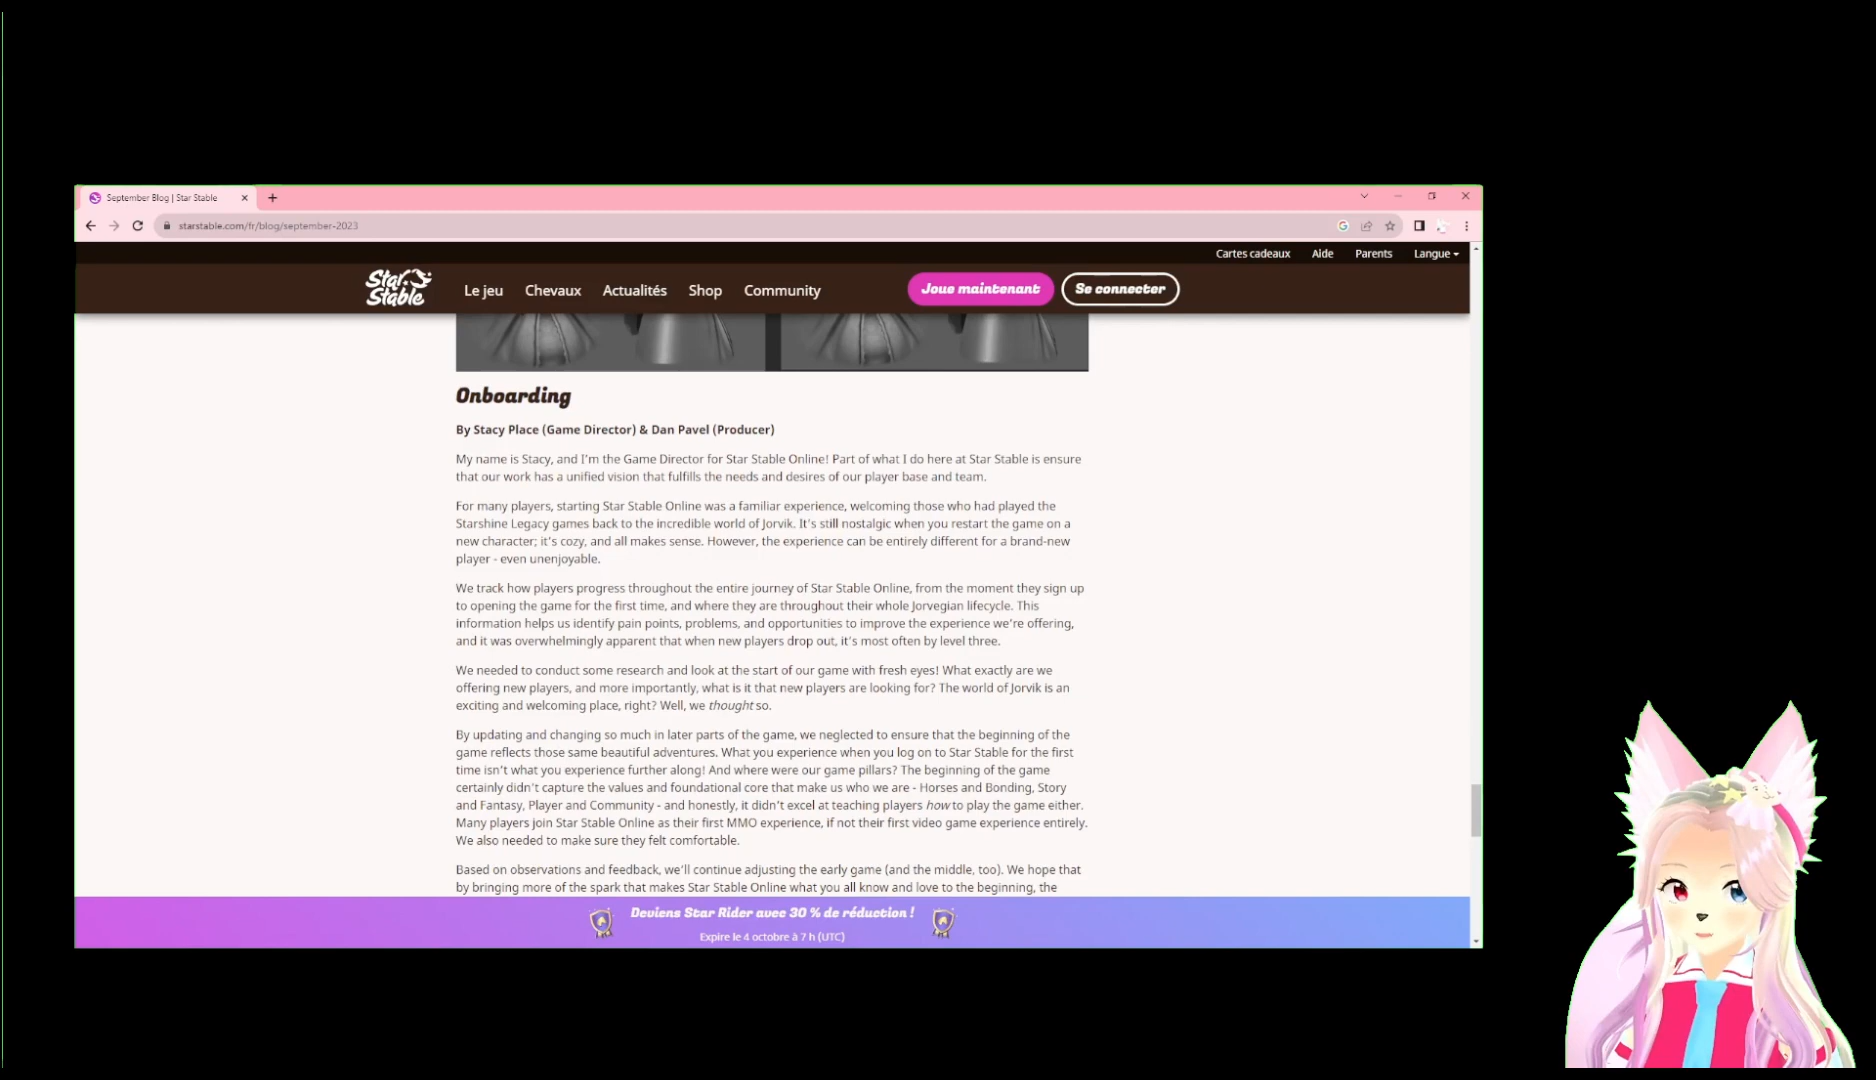 September Blog | Star Stable
starstable.com/fr/blog/september-2023
Cartes cadeaux Aide Parents Langue
Star Stable
Le jeu Chevaux Actualités Shop Community Joue maintenant Se connecter
Onboarding
By Stacy Place (Game Director) & Dan Pavel (Producer)
My name is Stacy, and I'm the Game Director for Star Stable Online! Part of what I do here at Star Stable is ensure
that our work has a unified vision that fulfills the needs and desires of our player base and team.
For many players, starting Star Stable Online was a familiar experience, welcoming those who had played the
Starshine Legacy games back to the incredible world of Jorvik. It's still nostalgic when you restart the game on a
new character; it's cozy, and all makes sense. However, the experience can be entirely different for a brand-new
player - even unenjoyable.
We track how players progress throughout the entire journey of Star Stable Online, from the moment they sign up
to opening the game for the first time, and where they are throughout their whole Jorvegian lifecycle. This
information helps us identify pain points, problems, and opportunities to improve the experience we're offering,
and it was overwhelmingly apparent that when new players drop out, it's most often by level three.
We needed to conduct some research and look at the start of our game with fresh eyes! What exactly are we
offering new players, and more importantly, what is it that new players are looking for? The world of Jorvik is an
exciting and welcoming place, right? Well, we thought so.
By updating and changing so much in later parts of the game, we neglected to ensure that the beginning of the
game reflects those same beautiful adventures. What you experience when you log on to Star Stable for the first
time isn't what you experience further along! And where were our game pillars? The beginning of the game
certainly didn't capture the values and foundational core that make us who we are - Horses and Bonding, Story
and Fantasy, Player and Community - and honestly, it didn't excel at teaching players how to play the game either.
Many players join Star Stable Online as their first MMO experience, if not their first video game experience entirely.
We also needed to make sure they felt comfortable.
Based on observations and feedback, we'll continue adjusting the early game (and the middle, too). We hope that
by bringing more of the spark that makes Star Stable Online what you all know and love to the beginning, the
Deviens Star Rider avec 30 % de réduction !
Expire le 4 octobre à 7 h (UTC)